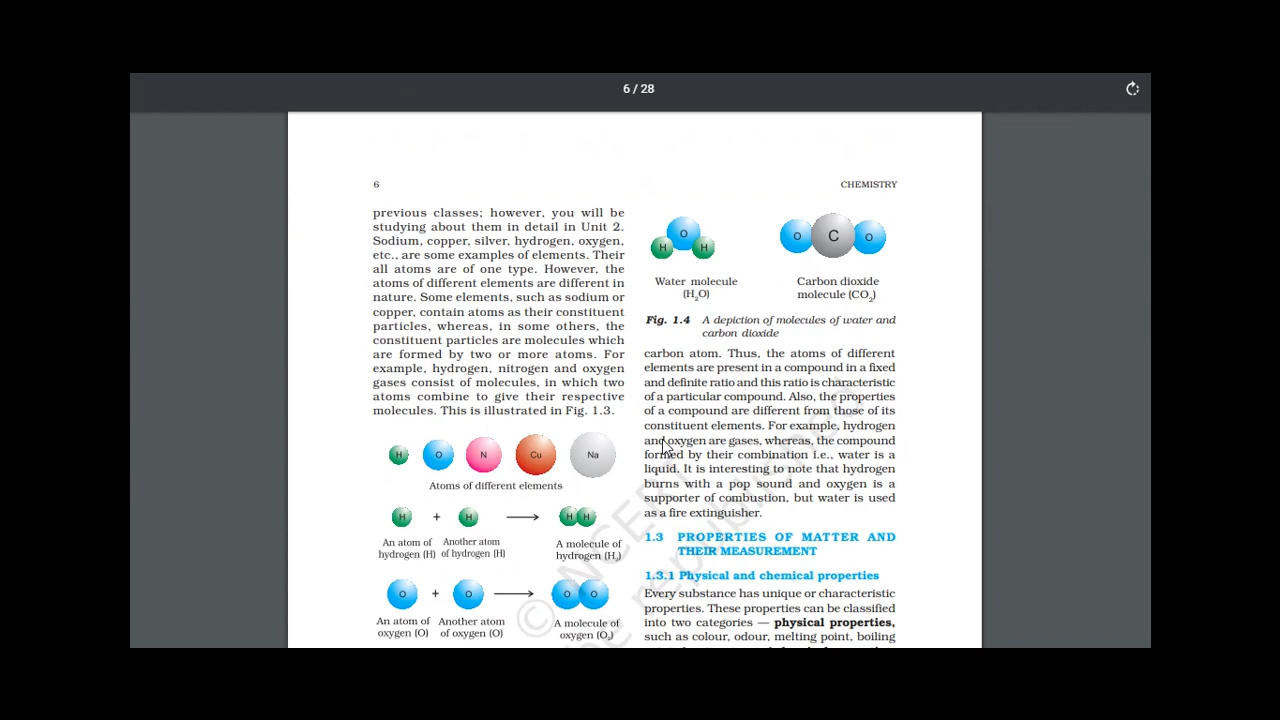 6 / 28
6
CHEMISTRY
previous classes; however, you will be
studying about them in detail in Unit 2.
Sodium, copper, silver, hydrogen, oxygen,
etc., are some examples of elements. Their
all atoms are of one type. However, the
atoms of different elements are different in
nature. Some elements, such as sodium or
copper, contain atoms as their constituent
particles, whereas, in some others, the
constituent particles are molecules which
are formed by two or more atoms. For
example, hydrogen, nitrogen and oxygen
gases consist of molecules, in which two
atoms combine to give their respective
molecules. This is illustrated in Fig. 1.3.
H O N Cu Na
Atoms of different elements
H + H ⟶ H H
An atom of Another atom A molecule of
hydrogen (H) of hydrogen (H) hydrogen (H₂)
O + O ⟶ O O
An atom of Another atom A molecule of
oxygen (O) of oxygen (O) oxygen (O₂)
H O H
O C O
Water molecule
(H₂O)
Carbon dioxide
molecule (CO₂)
Fig. 1.4 A depiction of molecules of water and
carbon dioxide
carbon atom. Thus, the atoms of different
elements are present in a compound in a fixed
and definite ratio and this ratio is characteristic
of a particular compound. Also, the properties
of a compound are different from those of its
constituent elements. For example, hydrogen
and oxygen are gases, whereas, the compound
formed by their combination i.e., water is a
liquid. It is interesting to note that hydrogen
burns with a pop sound and oxygen is a
supporter of combustion, but water is used
as a fire extinguisher.
1.3 PROPERTIES OF MATTER AND
THEIR MEASUREMENT
1.3.1 Physical and chemical properties
Every substance has unique or characteristic
properties. These properties can be classified
into two categories — physical properties,
such as colour, odour, melting point, boiling
© NCERT
republished